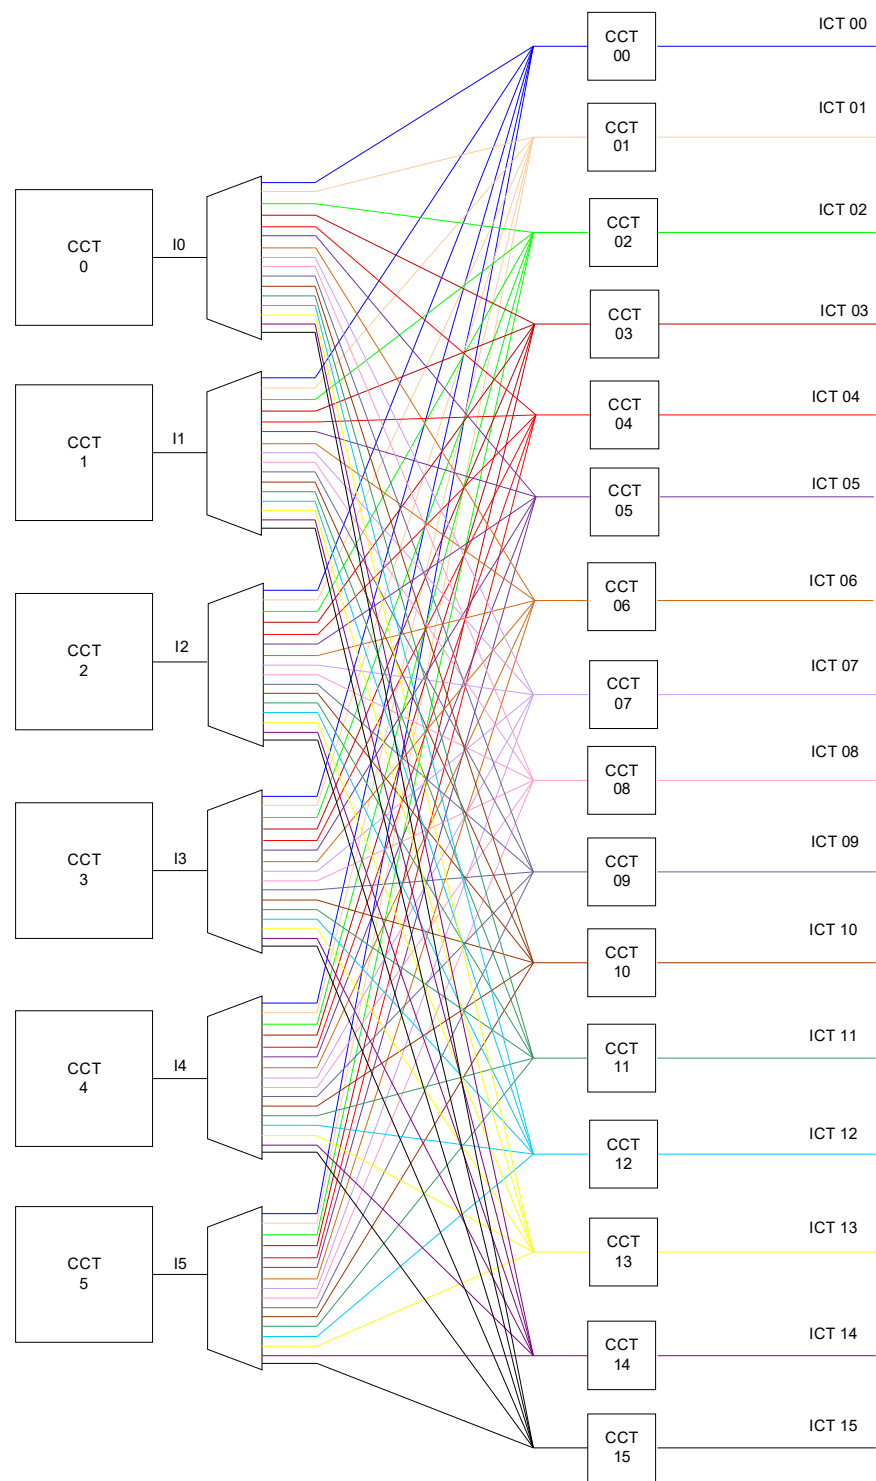 CCT
0
I0
CCT
1
I1
CCT
2
I2
CCT
3
I3
CCT
4
I4
CCT
5
I5
CCT
00
ICT 00
CCT
01
ICT 01
CCT
02
ICT 02
CCT
03
ICT 03
CCT
04
ICT 04
CCT
05
ICT 05
CCT
06
ICT 06
CCT
07
ICT 07
CCT
08
ICT 08
CCT
09
ICT 09
CCT
10
ICT 10
CCT
11
ICT 11
CCT
12
ICT 12
CCT
13
ICT 13
CCT
14
ICT 14
CCT
15
ICT 15